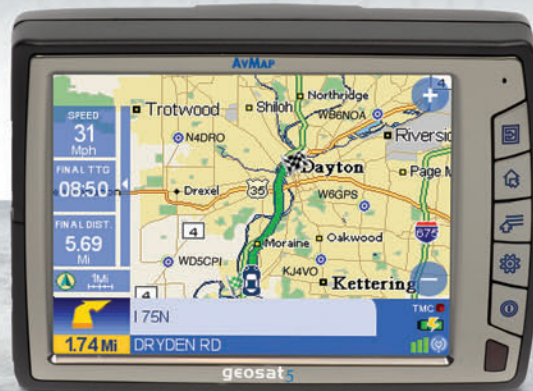 AvMap
SPEED
31
Mph
FINAL TTG
08:50
FINAL DIST.
5.69
Mi
1Mi
Northridge
4
Trotwood
Shiloh
WB6NOA
N4DRO
Riversid
Dayton
Drexel
35
Page M
W6GPS
4
675
Moraine
Oakwood
WD5CPI
KJ4VO
Kettering
4
I 75N
TMC
1.74 Mi
DRYDEN RD
geosat 5